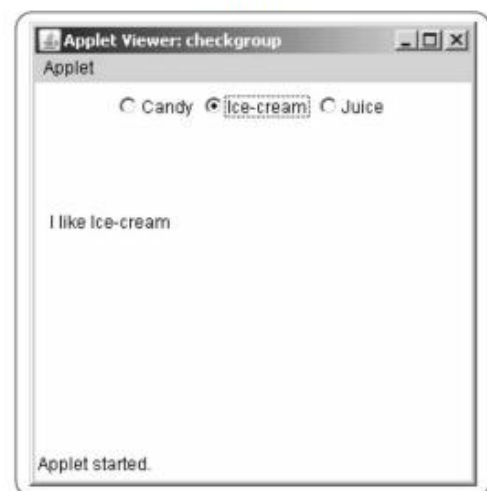 Applet Viewer: checkgroup
Applet
Candy Ice-cream Juice
I like Ice-cream
Applet started.